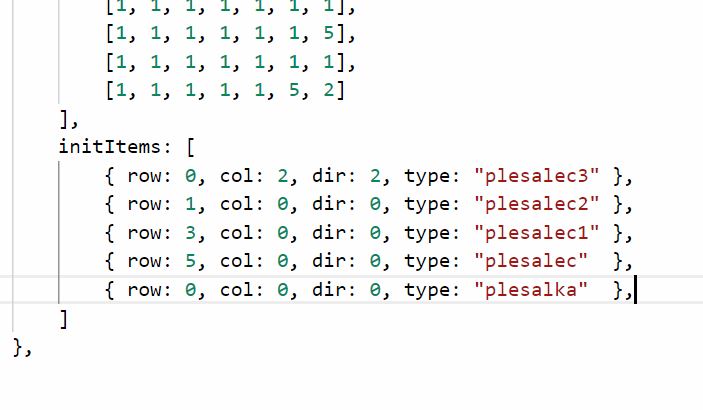 [1, 1, 1, 1, 1, 1, 1],
[1, 1, 1, 1, 1, 1, 5],
[1, 1, 1, 1, 1, 1, 1],
[1, 1, 1, 1, 1, 5, 2]
],
initItems: [
{ row: 0, col: 2, dir: 2, type: "plesalec3" },
{ row: 1, col: 0, dir: 0, type: "plesalec2" },
{ row: 3, col: 0, dir: 0, type: "plesalec1" },
{ row: 5, col: 0, dir: 0, type: "plesalec"  },
{ row: 0, col: 0, dir: 0, type: "plesalka"  },
]
},